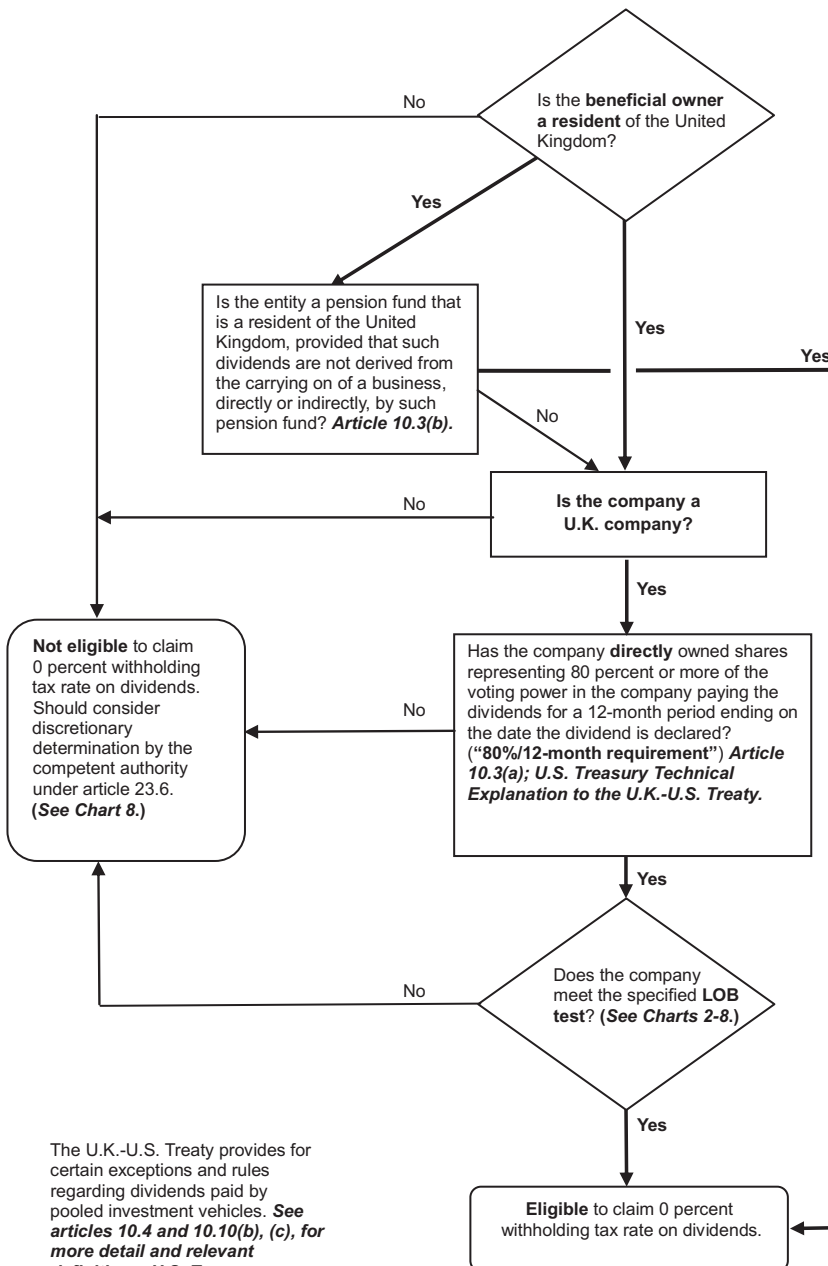 Is the beneficial owner
a resident of the United
Kingdom?
No
Yes
Yes
Is the entity a pension fund that
is a resident of the United
Kingdom, provided that such
dividends are not derived from
the carrying on of a business,
directly or indirectly, by such
pension fund? Article 10.3(b).
Yes
No
Is the company a
U.K. company?
No
Yes
Not eligible to claim
0 percent withholding
tax rate on dividends.
Should consider
discretionary
determination by the
competent authority
under article 23.6.
(See Chart 8.)
Has the company directly owned shares
representing 80 percent or more of the
voting power in the company paying the
dividends for a 12-month period ending on
the date the dividend is declared?
(“80%/12-month requirement”) Article
10.3(a); U.S. Treasury Technical
Explanation to the U.K.-U.S. Treaty.
No
Yes
Does the company
meet the specified LOB
test? (See Charts 2-8.)
No
Yes
The U.K.-U.S. Treaty provides for
certain exceptions and rules
regarding dividends paid by
pooled investment vehicles. See
articles 10.4 and 10.10(b), (c), for
more detail and relevant
Eligible to claim 0 percent
withholding tax rate on dividends.